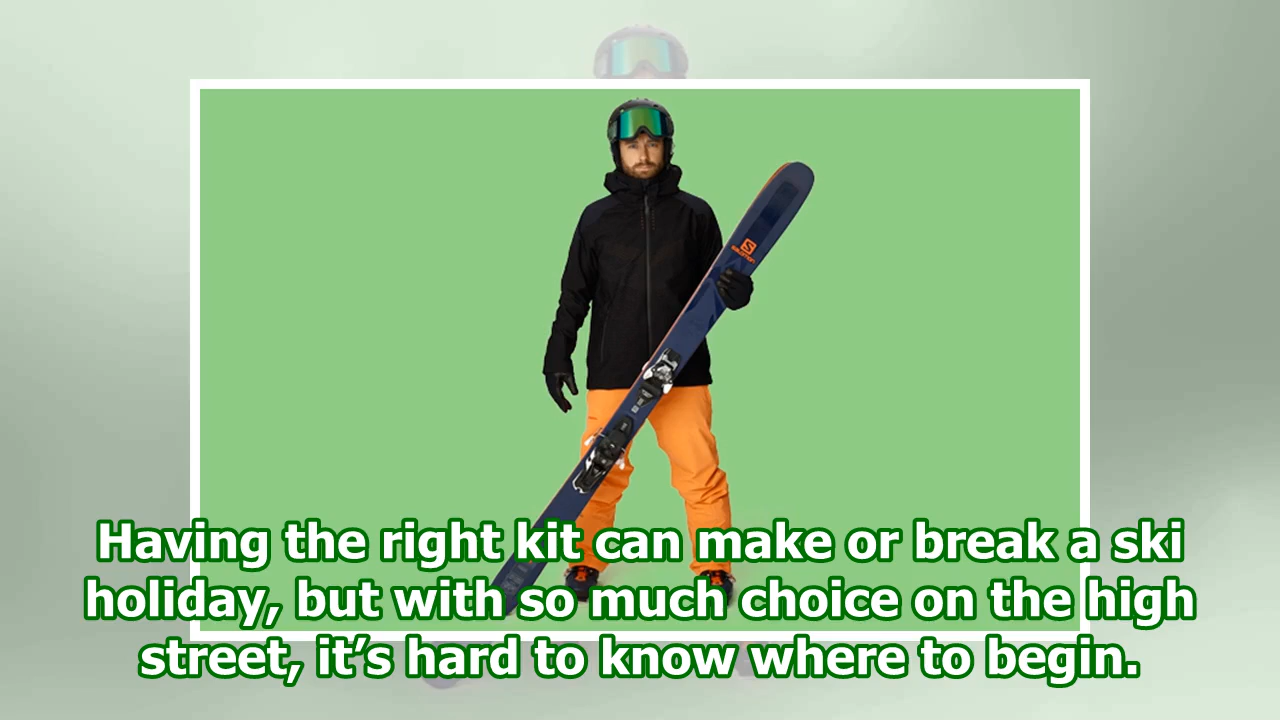 salomon
Having the right kit can make or break a ski
holiday, but with so much choice on the high
street, it’s hard to know where to begin.